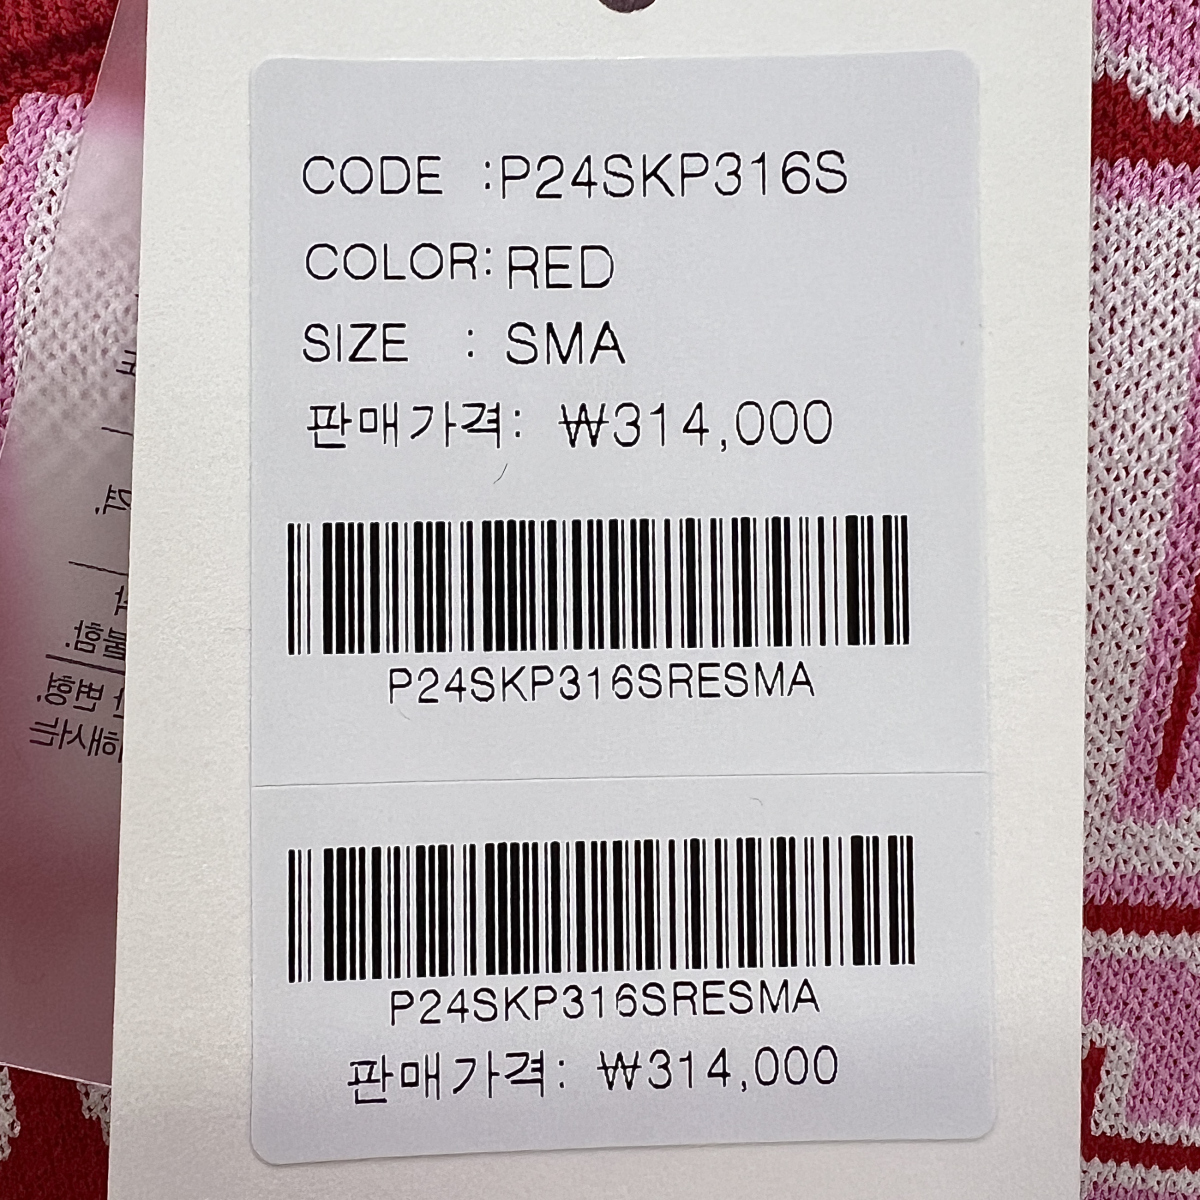 CODE :P24SKP316S
COLOR: RED
SIZE : SMA
판매가격: ₩314,000
P24SKP316SRESMA
P24SKP316SRESMA
판매가격: ₩314,000